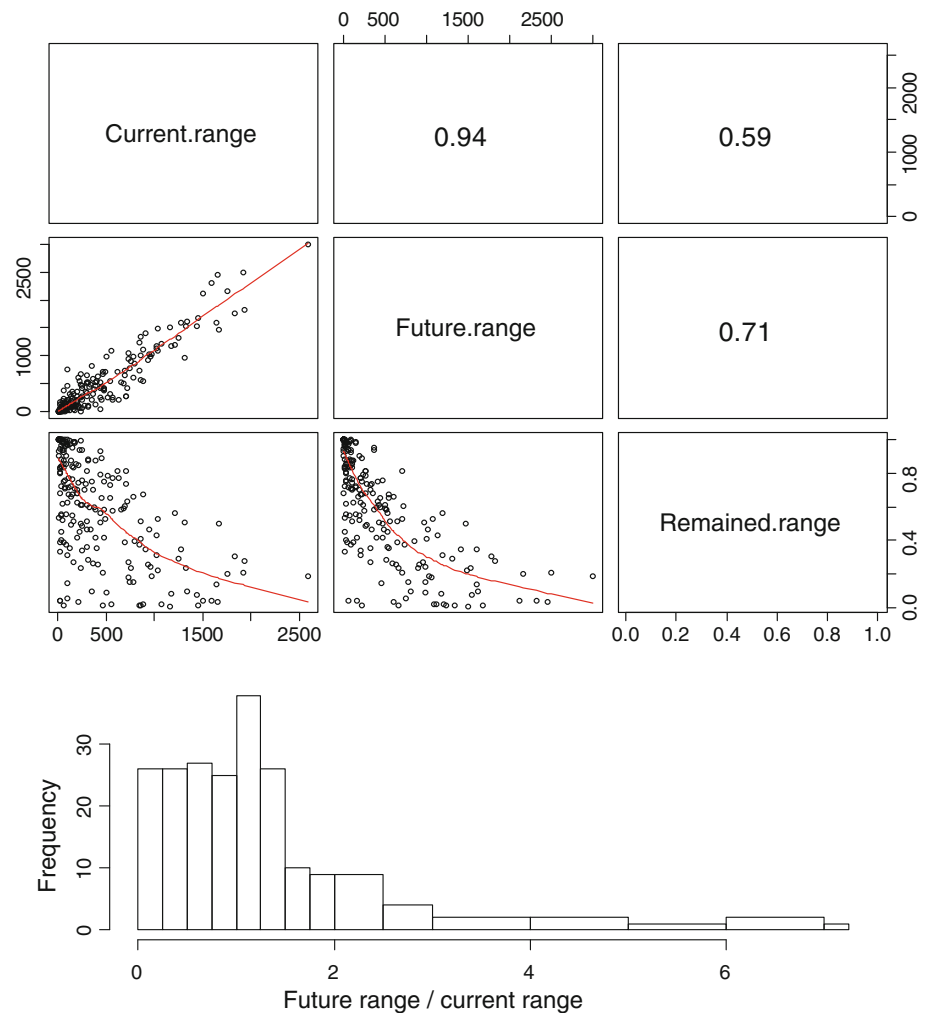 0 500 1500 2500
Current.range 0.94 0.59
0 1000 2000
0 1000 2500
Future.range 0.71
Remained.range
0.0 0.4 0.8
0 500 1500 2500
0.0 0.2 0.4 0.6 0.8 1.0
Frequency
0 10 20 30
0 2 4 6
Future range / current range